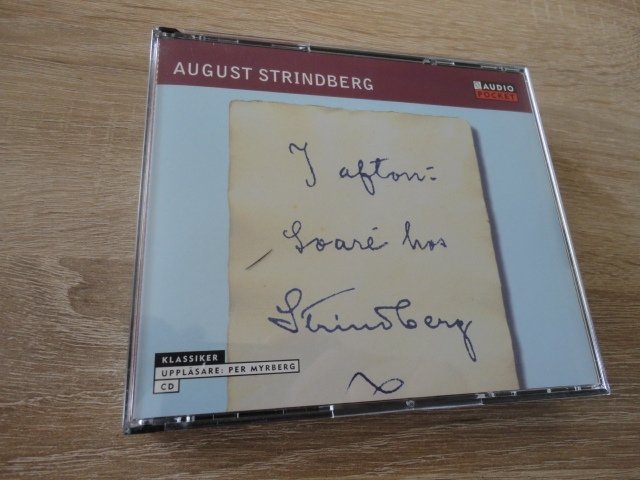 AUGUST STRINDBERG
AUDIO
POCKET
I afton:
Soaré hos
Strindberg
KLASSIKER
UPPLÄSARE: PER MYRBERG
CD